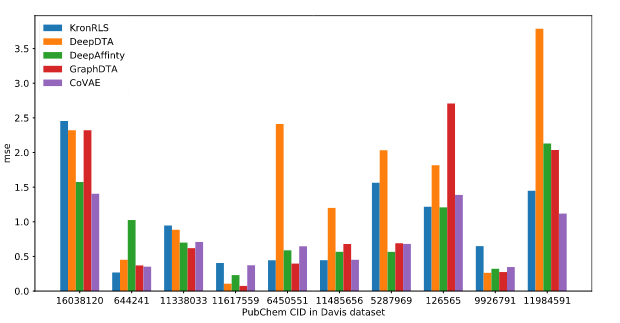 KronRLS
DeepDTA
DeepAffinty
GraphDTA
CoVAE
mse
3.5
3.0
2.5
2.0
1.5
1.0
0.5
0.0
16038120 644241 11338033 11617559 6450551 11485656 5287969 126565 9926791 11984591
PubChem CID in Davis dataset